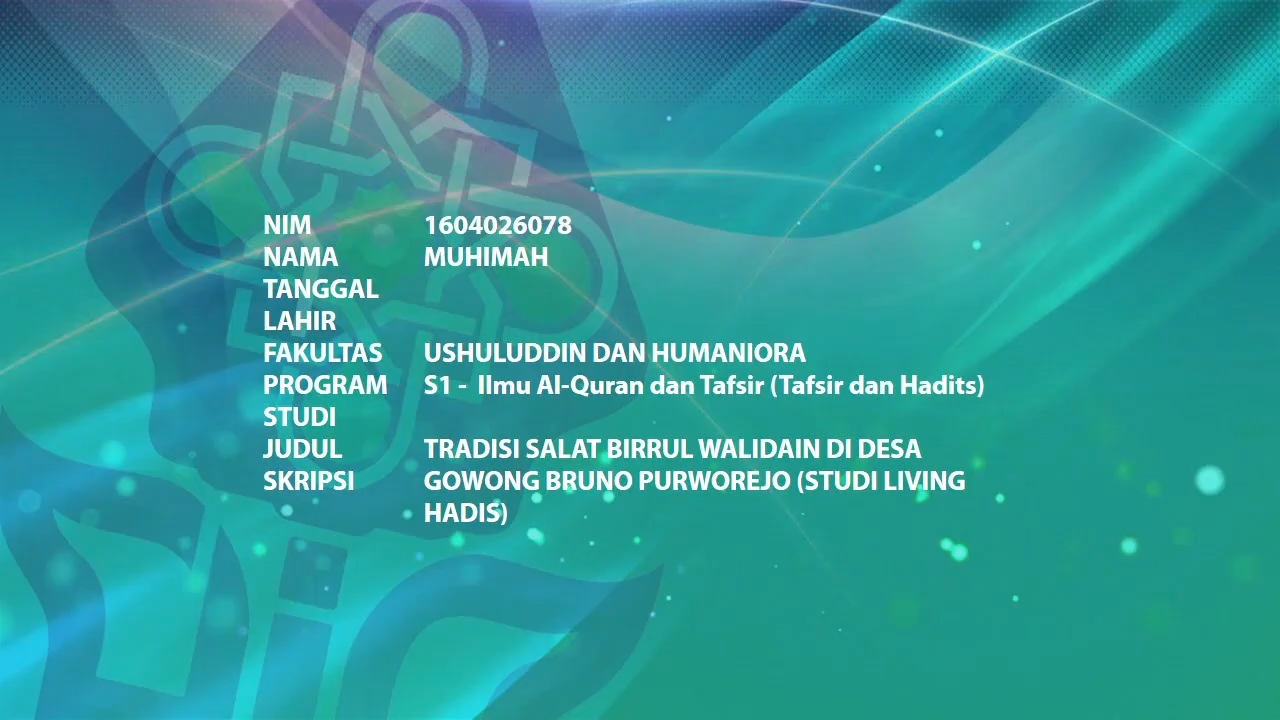 NIM 1604026078
NAMA MUHIMAH
TANGGAL
LAHIR
FAKULTAS USHULUDDIN DAN HUMANIORA
PROGRAM S1 - Ilmu Al-Quran dan Tafsir (Tafsir dan Hadits)
STUDI
JUDUL TRADISI SALAT BIRRUL WALIDAIN DI DESA
SKRIPSI GOWONG BRUNO PURWOREJO (STUDI LIVING
HADIS)